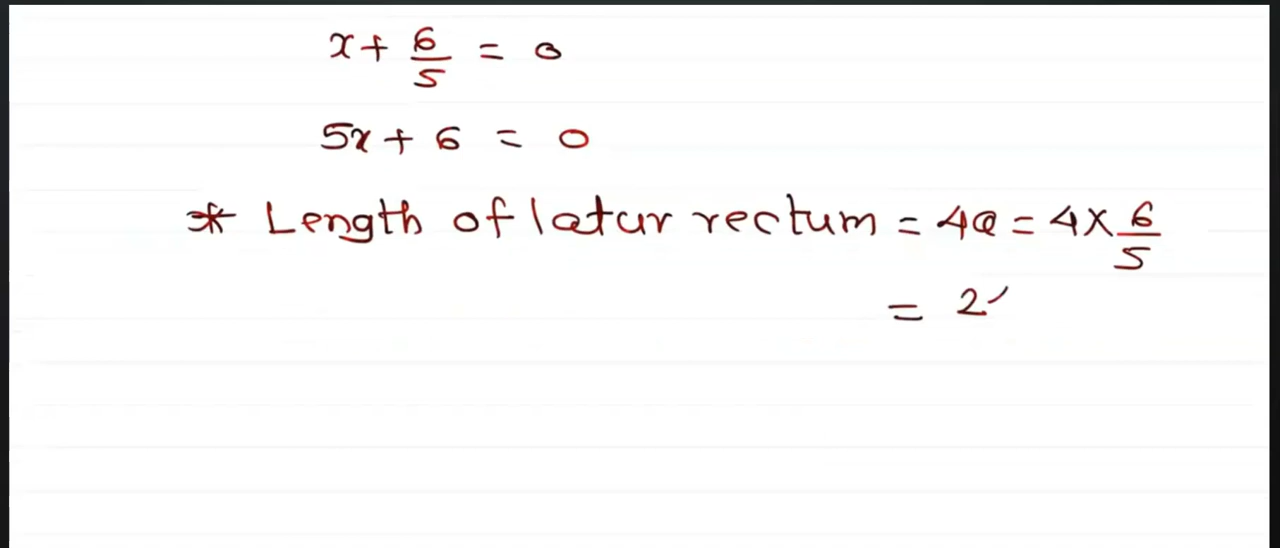 x + 6/5 = 0
5x + 6 = 0
* Length of latur rectum = 4a = 4 × 6/5
= 2